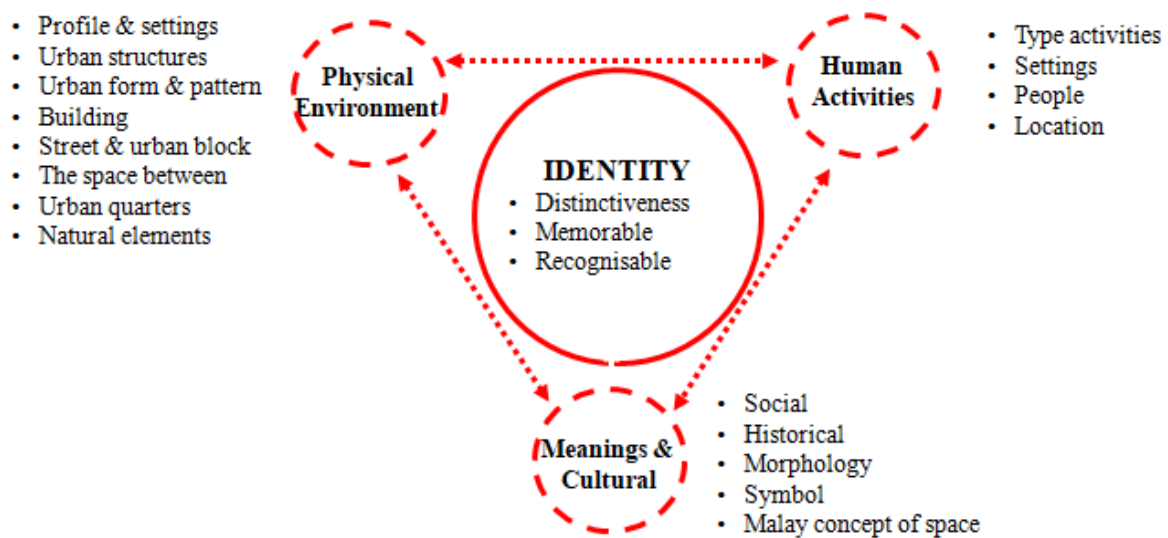 • Profile & settings
• Urban structures
• Urban form & pattern
• Building
• Street & urban block
• The space between
• Urban quarters
• Natural elements
Physical
Environment
Human
Activities
• Type activities
• Settings
• People
• Location
IDENTITY
• Distinctiveness
• Memorable
• Recognisable
Meanings &
Cultural
• Social
• Historical
• Morphology
• Symbol
• Malay concept of space